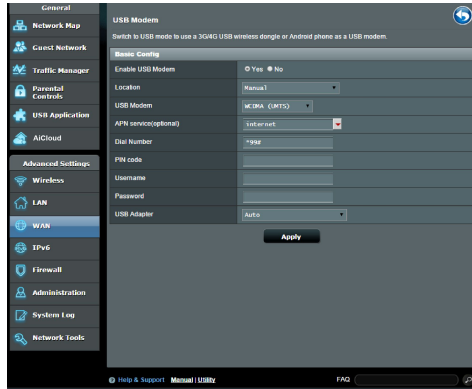 General
Network Map
Guest Network
Traffic Manager
Parental
Controls
USB Application
AiCloud
Advanced Settings
Wireless
LAN
WAN
IPv6
Firewall
Administration
System Log
Network Tools
USB Modem
Switch to USB mode to use a 3G/4G USB wireless dongle or Android phone as a USB modem.
Basic Config
Enable USB Modem Yes No
Location Manual
USB Modem WCDMA (UMTS)
APN service(optional) internet
Dial Number *99#
PIN code
Username
Password
USB Adapter Auto
Apply
Help & Support Manual | Utility FAQ